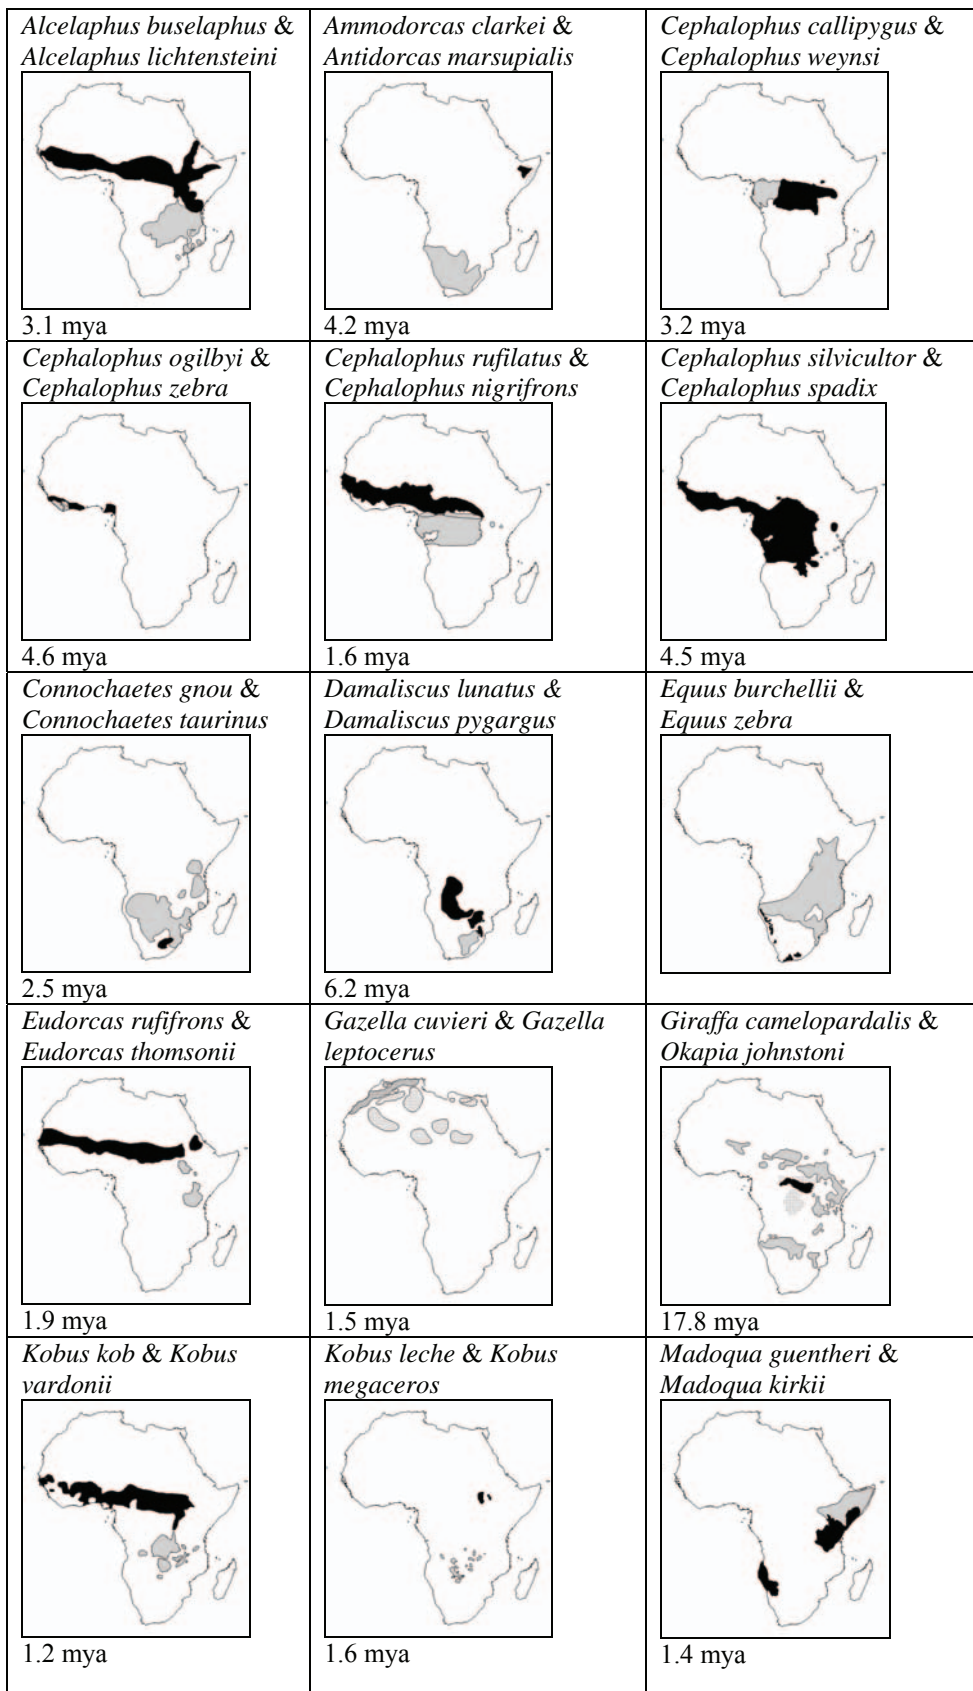 Alcelaphus buselaphus &
Alcelaphus lichtensteini
3.1 mya
Ammodorcas clarkei &
Antidorcas marsupialis
4.2 mya
Cephalophus callipygus &
Cephalophus weynsi
3.2 mya
Cephalophus ogilbyi &
Cephalophus zebra
4.6 mya
Cephalophus rufilatus &
Cephalophus nigrifrons
1.6 mya
Cephalophus silvicultor &
Cephalophus spadix
4.5 mya
Connochaetes gnou &
Connochaetes taurinus
2.5 mya
Damaliscus lunatus &
Damaliscus pygargus
6.2 mya
Equus burchellii &
Equus zebra
Eudorcas rufifrons &
Eudorcas thomsonii
1.9 mya
Gazella cuvieri & Gazella
leptocerus
1.5 mya
Giraffa camelopardalis &
Okapia johnstoni
17.8 mya
Kobus kob & Kobus
vardonii
1.2 mya
Kobus leche & Kobus
megaceros
1.6 mya
Madoqua guentheri &
Madoqua kirkii
1.4 mya